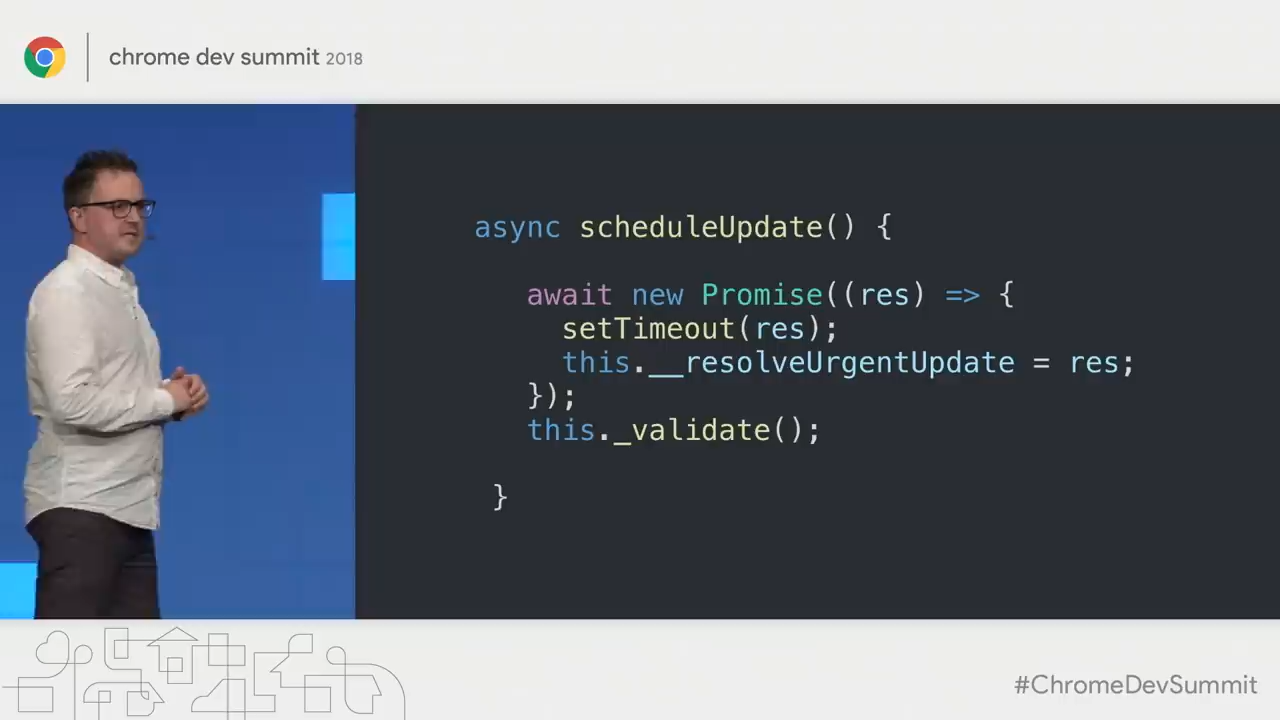 chrome dev summit 2018
async scheduleUpdate() {
await new Promise((res) => {
setTimeout(res);
this.__resolveUrgentUpdate = res;
});
this._validate();
}
#ChromeDevSummit